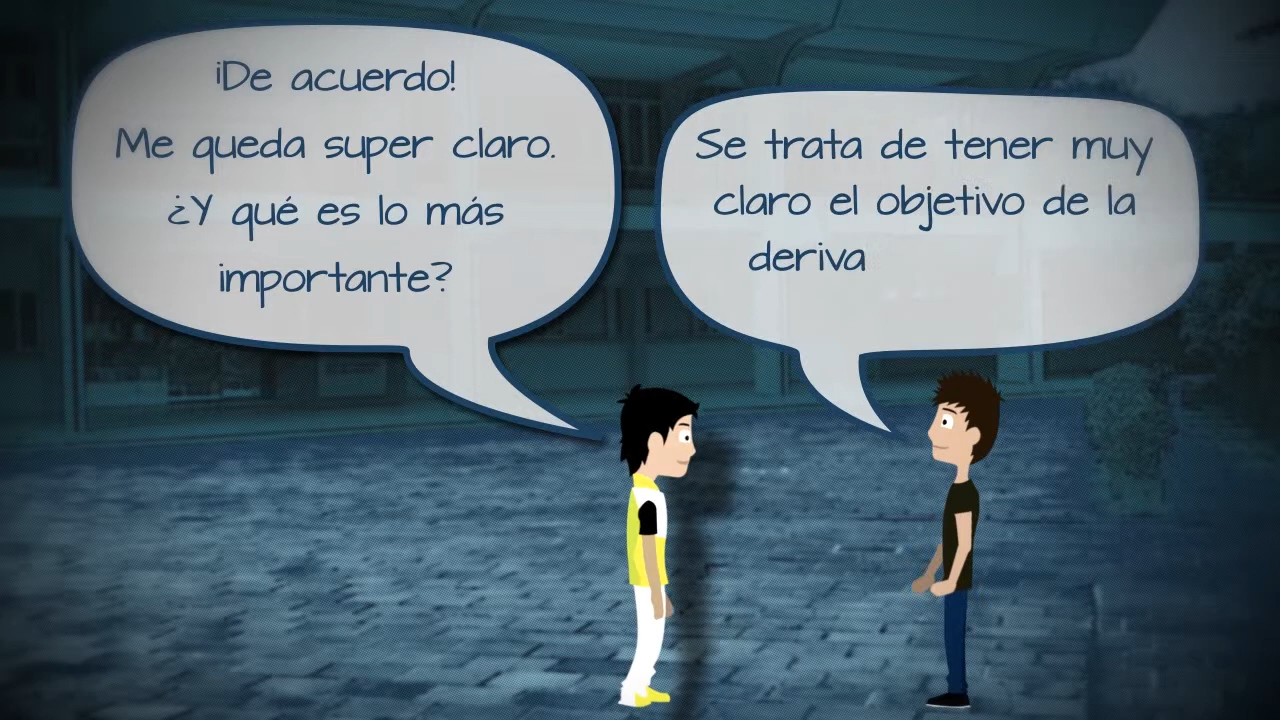 ¡De acuerdo!
Me queda super claro.
¿Y qué es lo más
importante?
Se trata de tener muy
claro el objetivo de la
deriva